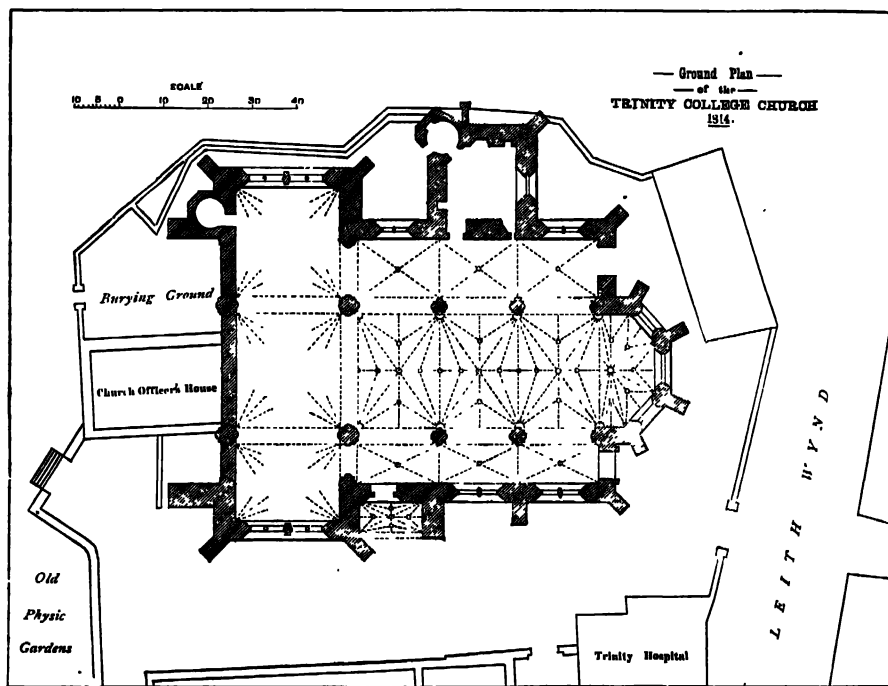 SCALE
10 5 0 10 20 30 40
Ground Plan
of the
TRINITY COLLEGE CHURCH
1814.
Burying Ground
Church Officer's House
Old
Physic
Gardens
LEITH WYND
Trinity Hospital